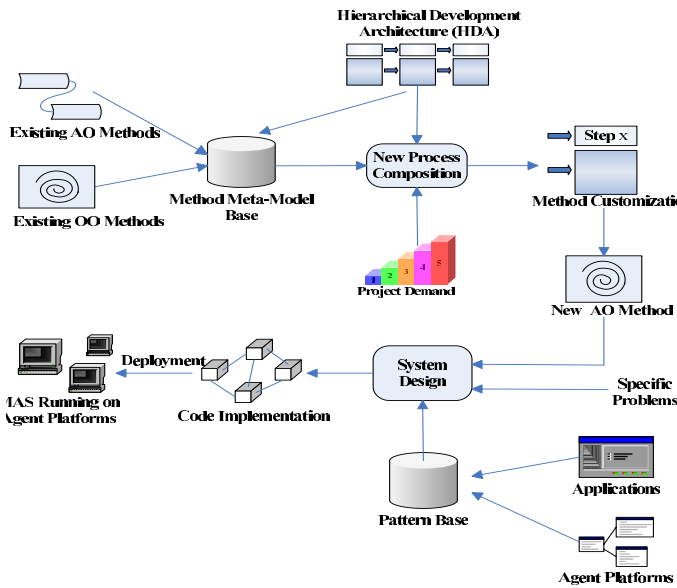 Hierarchical Development
Architecture (HDA)
Existing AO Methods
Existing OO Methods
Method Meta-Model
Base
New Process
Composition
Step x
Method Customizatio
1
2
3
4
5
Project Demand
New AO Method
Deployment
MAS Running on
Agent Platforms
Code Implementation
System
Design
Specific
Problems
Pattern Base
Applications
Agent Platforms